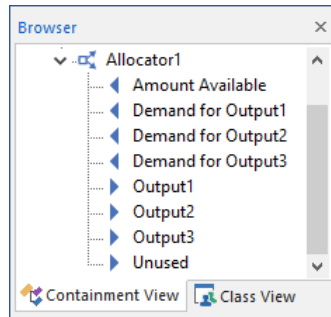 Browser
Allocator1
Amount Available
Demand for Output1
Demand for Output2
Demand for Output3
Output1
Output2
Output3
Unused
Containment View Class View